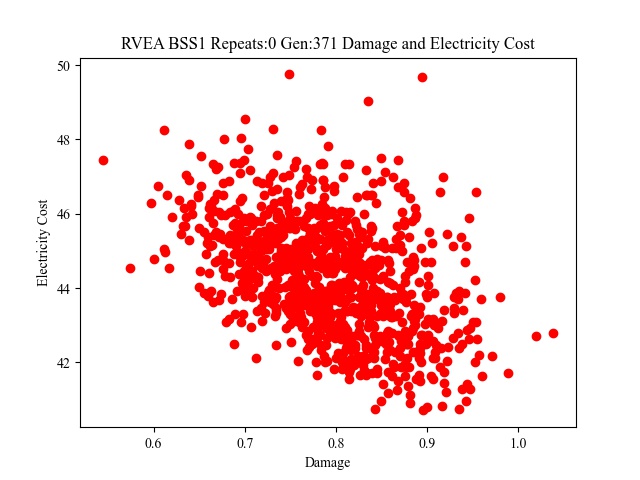 RVEA BSS1 Repeats:0 Gen:371 Damage and Electricity Cost
50
48
46
44
42
Electricity Cost
0.6 0.7 0.8 0.9 1.0
Damage